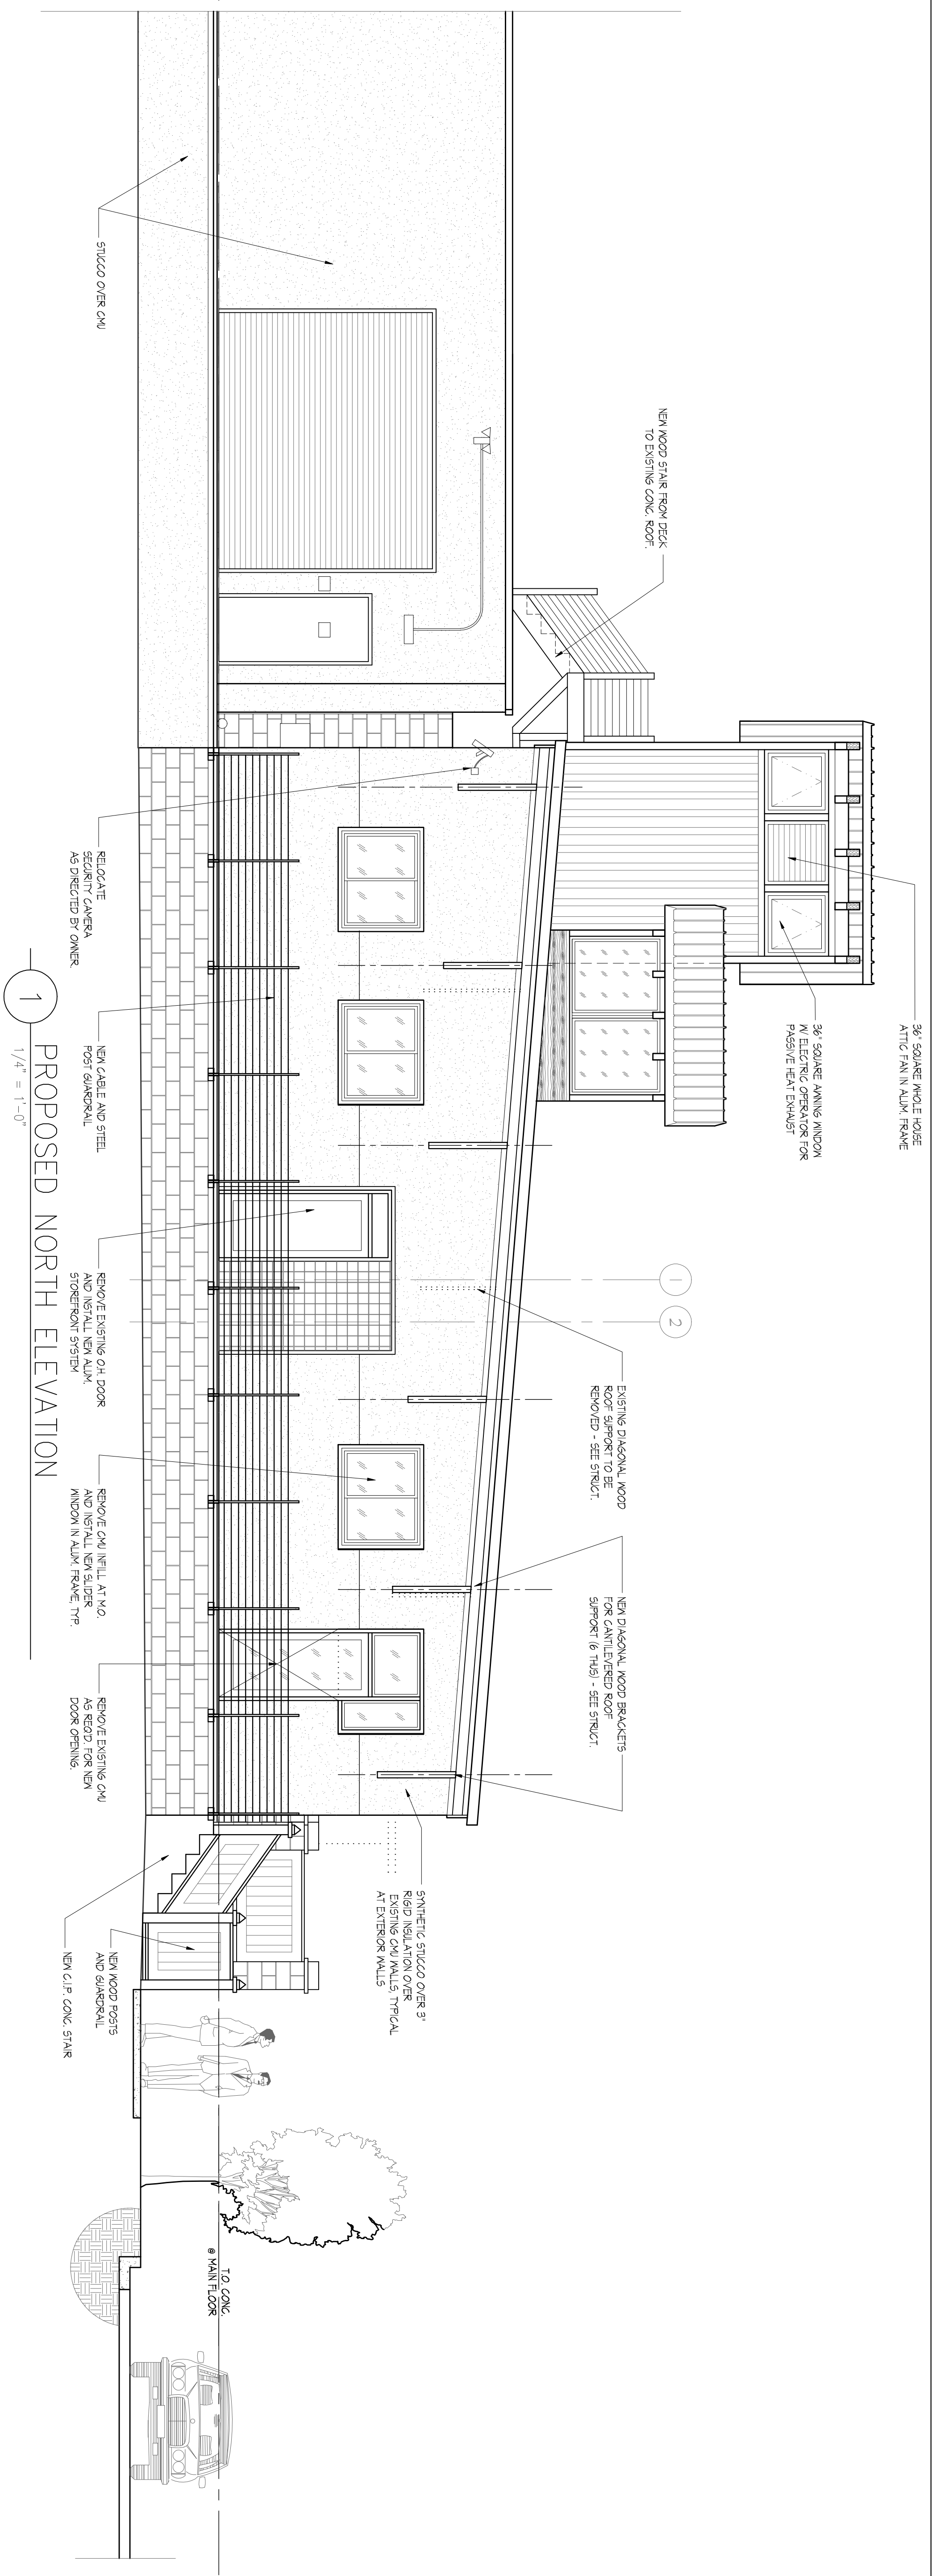 36" SQUARE WHOLE HOUSE
ATTIC FAN IN ALUM. FRAME
36" SQUARE AWNING WINDOW
W/ ELECTRIC OPERATOR FOR
PASSIVE HEAT EXHAUST
NEW WOOD STAIR FROM DECK
TO EXISTING CONC. ROOF.
1
2
EXISTING DIAGONAL WOOD
ROOF SUPPORT TO BE
REMOVED - SEE STRUCT.
NEW DIAGONAL WOOD BRACKETS
FOR CANTILEVERED ROOF
SUPPORT (6 THUS) - SEE STRUCT.
SYNTHETIC STUCCO OVER 3"
RIGID INSULATION OVER
EXISTING CMU WALLS, TYPICAL
AT EXTERIOR WALLS
T.O. CONC.
@ MAIN FLOOR
STUCCO OVER CMU
RELOCATE
SECURITY CAMERA
AS DIRECTED BY OWNER.
NEW CABLE AND STEEL
POST GUARDRAIL
REMOVE EXISTING O.H. DOOR
AND INSTALL NEW ALUM.
STOREFRONT SYSTEM
REMOVE CMU INFILL AT M.O.
AND INSTALL NEW SLIDER
WINDOW IN ALUM. FRAME, TYP.
REMOVE EXISTING CMU
AS REQ'D. FOR NEW
DOOR OPENING.
NEW WOOD POSTS
AND GUARDRAIL
NEW C.I.P. CONC. STAIR
1
PROPOSED NORTH ELEVATION
1/4" = 1'-0"